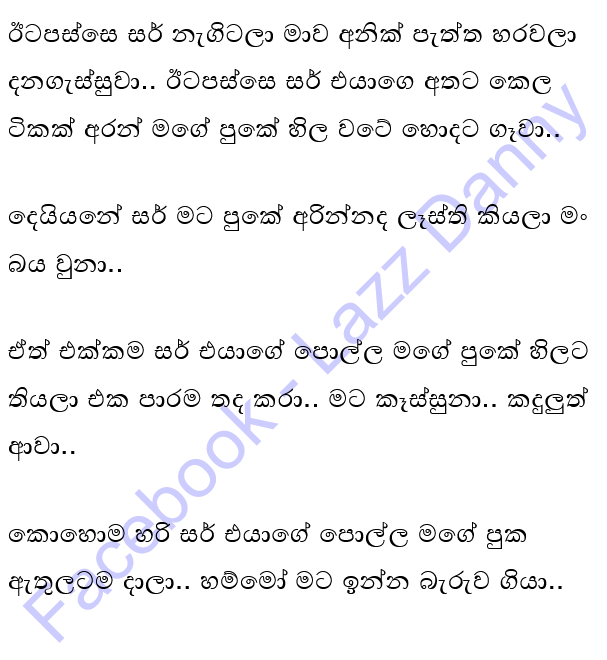 ඊටපස්සෙ සර් නැගිටලා මාව අනික් පැත්ත හරවලා
දනගැස්සුවා.. ඊටපස්සෙ සර් එයාගෙ අතට කෙල
ටිකක් අරන් මගේ පුකේ හිල වටේ හොදට ගෑවා..
දෙයියනේ සර් මට පුකේ අරින්නද ලෑස්ති කියලා මං
බය වුනා..
ඒත් එක්කම සර් එයාගේ පොල්ල මගේ පුකේ හිලට
තියලා එක පාරම තද කරා.. මට කෑස්සුනා.. කදුලුත්
ආවා..
කොහොම හරි සර් එයාගේ පොල්ල මගේ පුක
ඇතුලටම දාලා.. හම්මෝ මට ඉන්න බැරුව ගියා..
Facebook - Lazz Danny